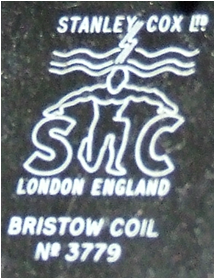 STANLEY COX LTD
SHC
LONDON ENGLAND
BRISTOW COIL
Nº 3779